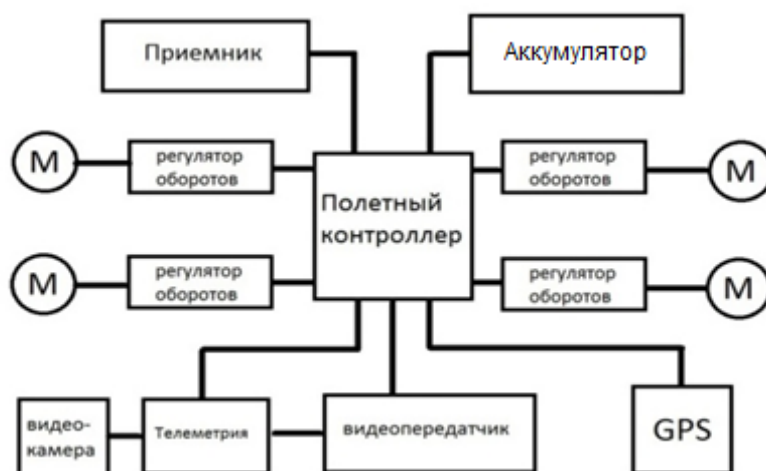 Приемник
Аккумулятор
М
регулятор
оборотов
регулятор
оборотов
М
Полетный
контроллер
М
регулятор
оборотов
регулятор
оборотов
М
видео-
камера
Телеметрия
видеопередатчик
GPS